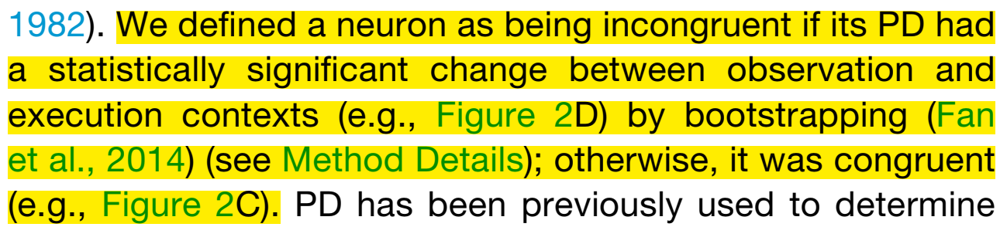 1982). We defined a neuron as being incongruent if its PD had
a statistically significant change between observation and
execution contexts (e.g., Figure 2D) by bootstrapping (Fan
et al., 2014) (see Method Details); otherwise, it was congruent
(e.g., Figure 2C). PD has been previously used to determine